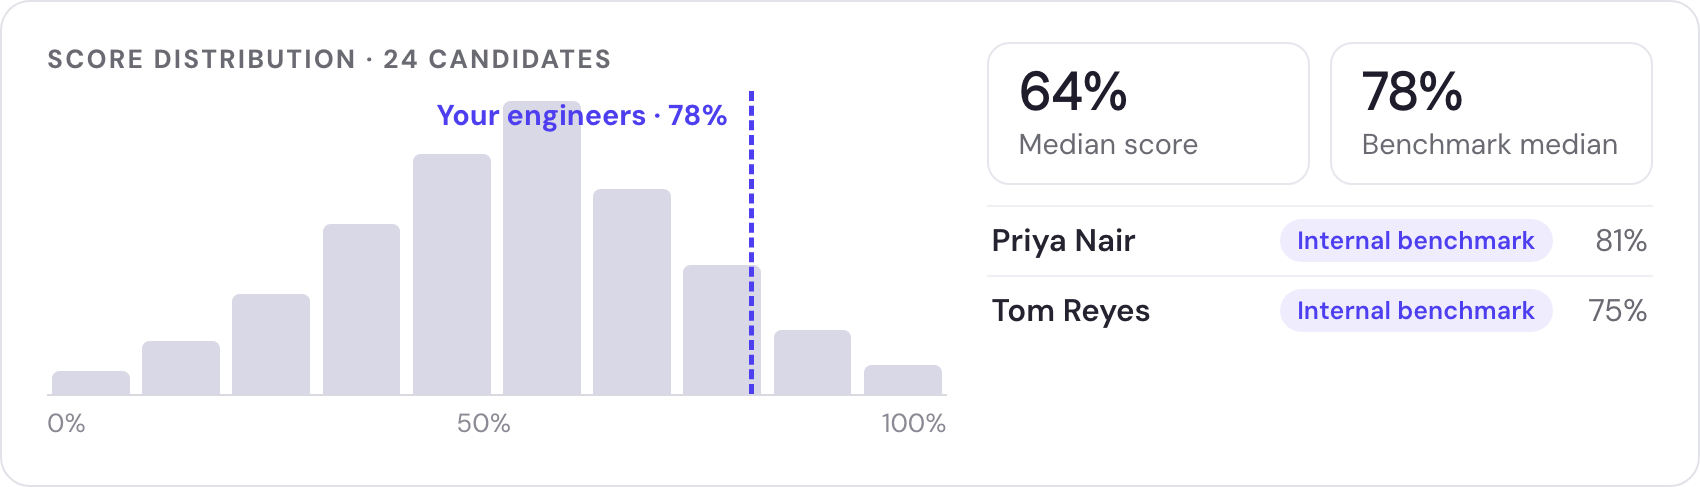 SCORE DISTRIBUTION · 24 CANDIDATES
Your engineers · 78%
0%
50%
100%
64%
Median score
78%
Benchmark median
Priya Nair
Internal benchmark
81%
Tom Reyes
Internal benchmark
75%